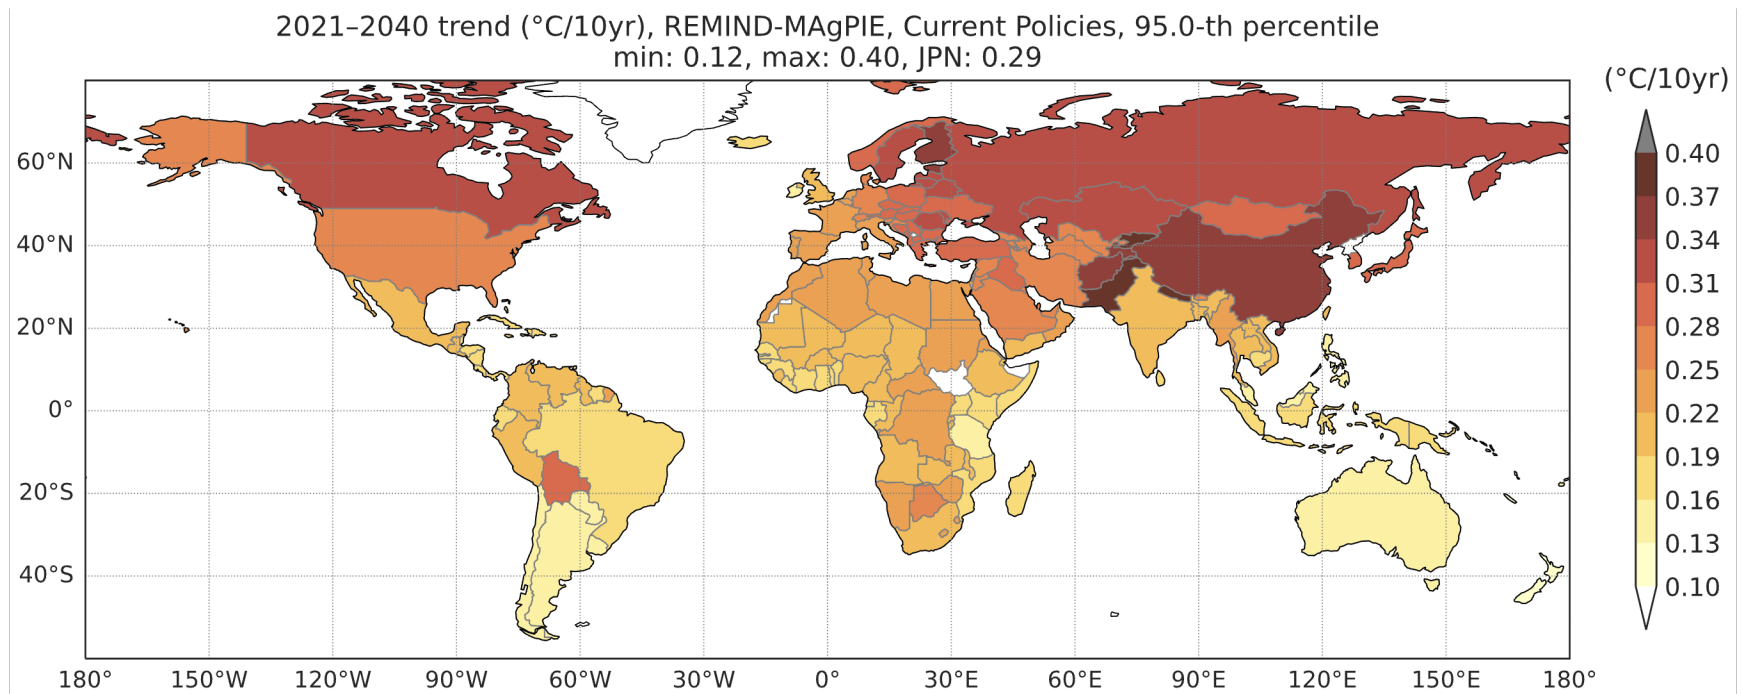 2021–2040 trend (°C/10yr), REMIND-MAgPIE, Current Policies, 95.0-th percentile
min: 0.12, max: 0.40, JPN: 0.29
(°C/10yr)
0.40
0.37
0.34
0.31
0.28
0.25
0.22
0.19
0.16
0.13
0.10
60°N
40°N
20°N
0°
20°S
40°S
180° 150°W 120°W 90°W 60°W 30°W 0° 30°E 60°E 90°E 120°E 150°E 180°